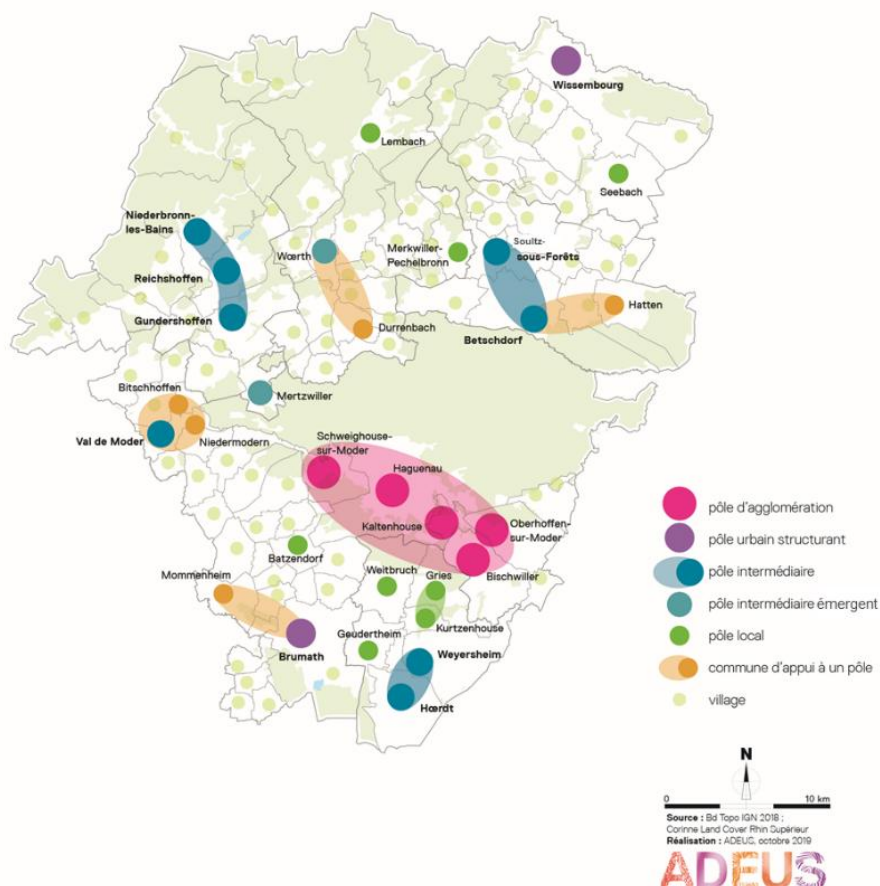 Wissembourg
Lembach
Seebach
Niederbronn-
les-Bains
Wœrth
Merkwiller-
Pechelbronn
Soultz-
sous-Forêts
Reichshoffen
Gundershoffen
Durrenbach
Hatten
Betschdorf
Bitschhoffen
Mertzwiller
Val de Moder
Niedermodern
Schweighouse-
sur-Moder
Haguenau
Kaltenhouse
Oberhoffen-
sur-Moder
Batzendorf
Bischwiller
Mommenheim
Weitbruch
Gries
Kurtzenhouse
Geudertheim
Brumath
Weyersheim
Hœrdt
pôle d'agglomération
pôle urbain structurant
pôle intermédiaire
pôle intermédiaire émergent
pôle local
commune d'appui à un pôle
village
N
0 10 km
Source : Bd Topo IGN 2018 ;
Corinne Land Cover Rhin Supérieur
Réalisation : ADEUS, octobre 2019
ADEUS